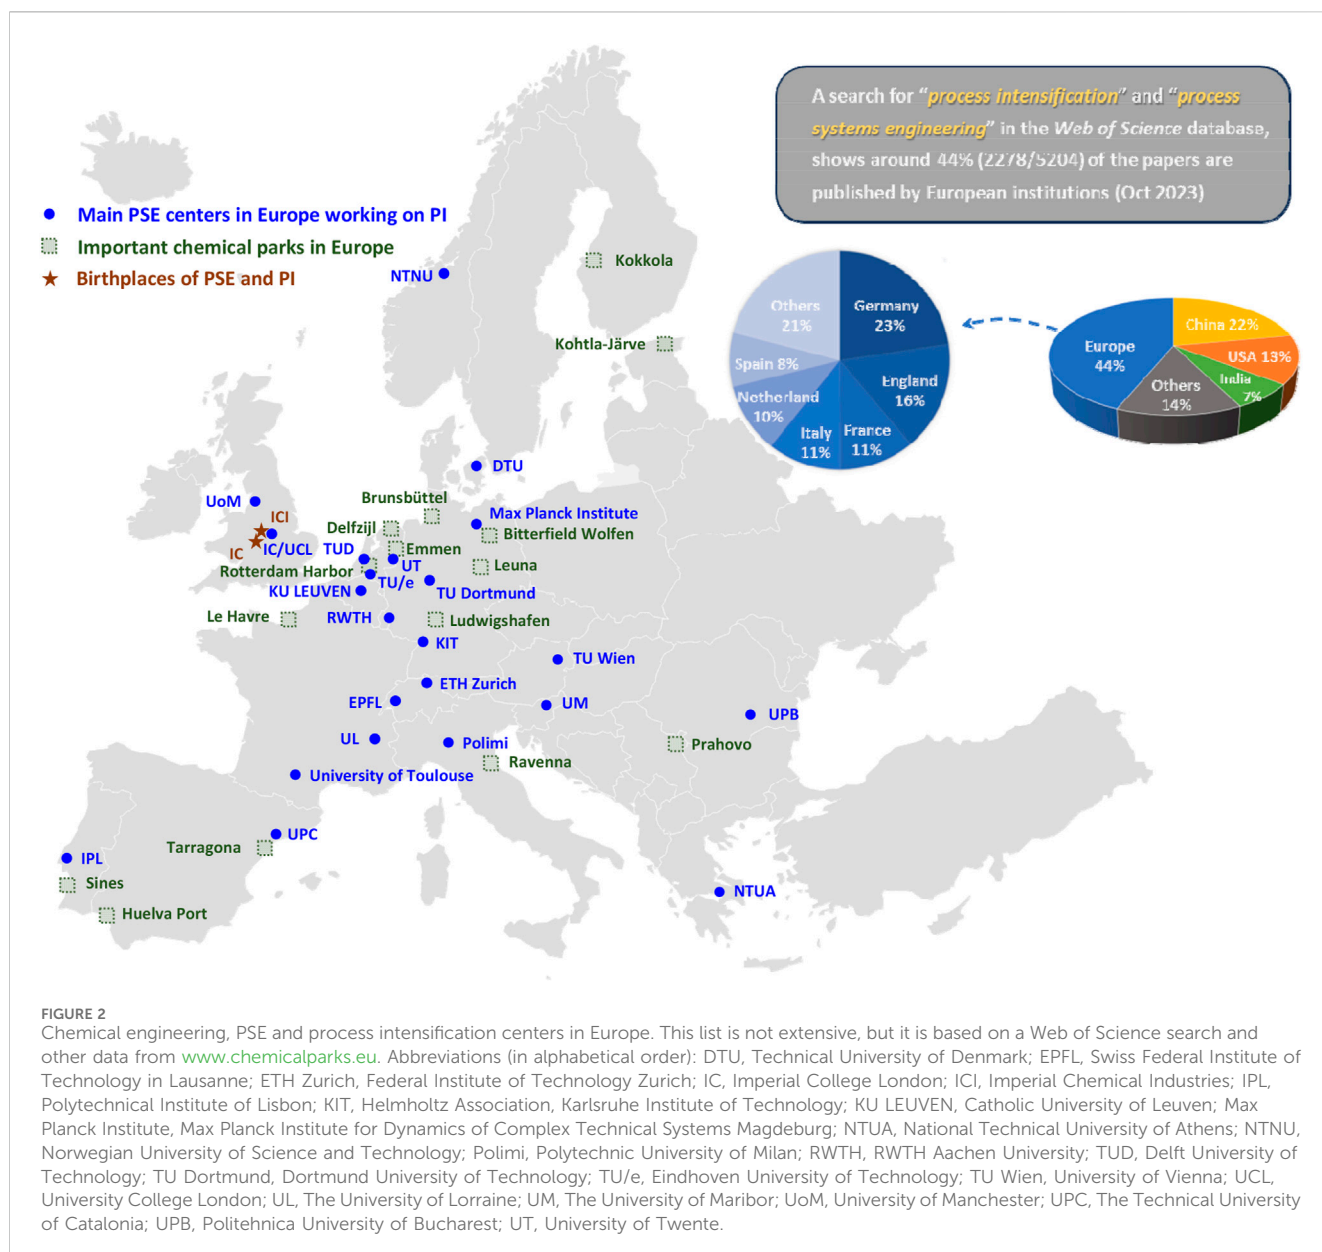 A search for "process intensification" and "process
systems engineering" in the Web of Science database,
shows around 44% (2278/5204) of the papers are
published by European institutions (Oct 2023)
Main PSE centers in Europe working on PI
Important chemical parks in Europe
Birthplaces of PSE and PI
NTNU
Kokkola
Kohtla-Järve
Others
21%
Germany
23%
Spain 8%
England
16%
Netherland
10%
Italy
11%
France
11%
China 22%
Europe
44%
USA 13%
India
7%
Others
14%
DTU
UoM
Brunsbüttel
ICI
Delfzijl
Max Planck Institute
Bitterfield Wolfen
IC
IC/UCL
TUD
Emmen
Rotterdam Harbor
UT
Leuna
TU/e
KU LEUVEN
TU Dortmund
Le Havre
RWTH
Ludwigshafen
KIT
TU Wien
ETH Zurich
EPFL
UM
UPB
UL
Polimi
Prahovo
Ravenna
University of Toulouse
UPC
Tarragona
IPL
Sines
Huelva Port
NTUA
FIGURE 2
Chemical engineering, PSE and process intensification centers in Europe. This list is not extensive, but it is based on a Web of Science search and
other data from www.chemicalparks.eu. Abbreviations (in alphabetical order): DTU, Technical University of Denmark; EPFL, Swiss Federal Institute of
Technology in Lausanne; ETH Zurich, Federal Institute of Technology Zurich; IC, Imperial College London; ICI, Imperial Chemical Industries; IPL,
Polytechnical Institute of Lisbon; KIT, Helmholtz Association, Karlsruhe Institute of Technology; KU LEUVEN, Catholic University of Leuven; Max
Planck Institute, Max Planck Institute for Dynamics of Complex Technical Systems Magdeburg; NTUA, National Technical University of Athens; NTNU,
Norwegian University of Science and Technology; Polimi, Polytechnic University of Milan; RWTH, RWTH Aachen University; TUD, Delft University of
Technology; TU Dortmund, Dortmund University of Technology; TU/e, Eindhoven University of Technology; TU Wien, University of Vienna; UCL,
University College London; UL, The University of Lorraine; UM, The University of Maribor; UoM, University of Manchester; UPC, The Technical University
of Catalonia; UPB, Politehnica University of Bucharest; UT, University of Twente.